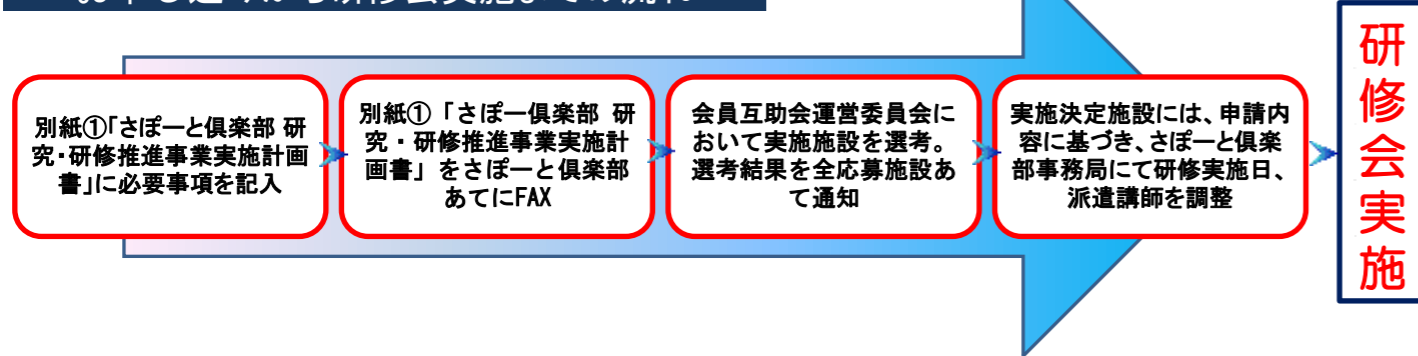 別紙①「さぽーと倶楽部 研
究・研修推進事業実施計画
書」に必要事項を記入
別紙①「さぽー倶楽部 研
究・研修推進事業実施計
画書」をさぽーと倶楽部
あてにFAX
会員互助会運営委員会に
おいて実施施設を選考。
選考結果を全応募施設あ
て通知
実施決定施設には、申請内
容に基づき、さぽーと倶楽
部事務局にて研修実施日、
派遣講師を調整
研修会実施